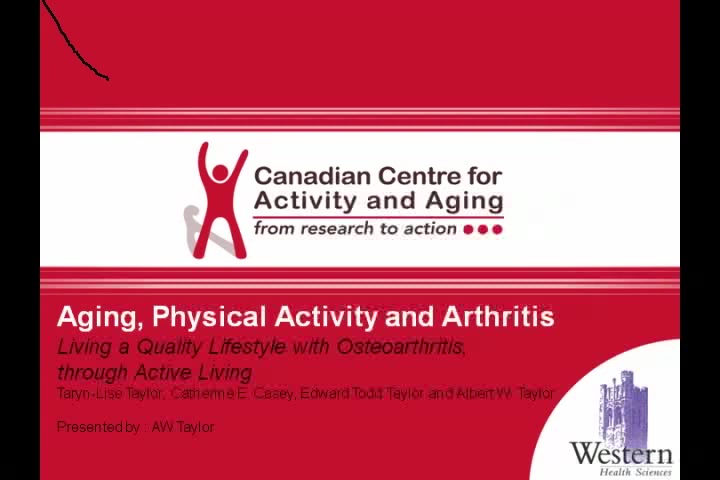 Canadian Centre for
Activity and Aging
from research to action
Aging, Physical Activity and Arthritis
Living a Quality Lifestyle with Osteoarthritis,
through Active Living
Taryn-Lise Taylor, Catherine E. Casey, Edward Todd Taylor and Albert W. Taylor
Presented by : AW Taylor
Western
Health Sciences